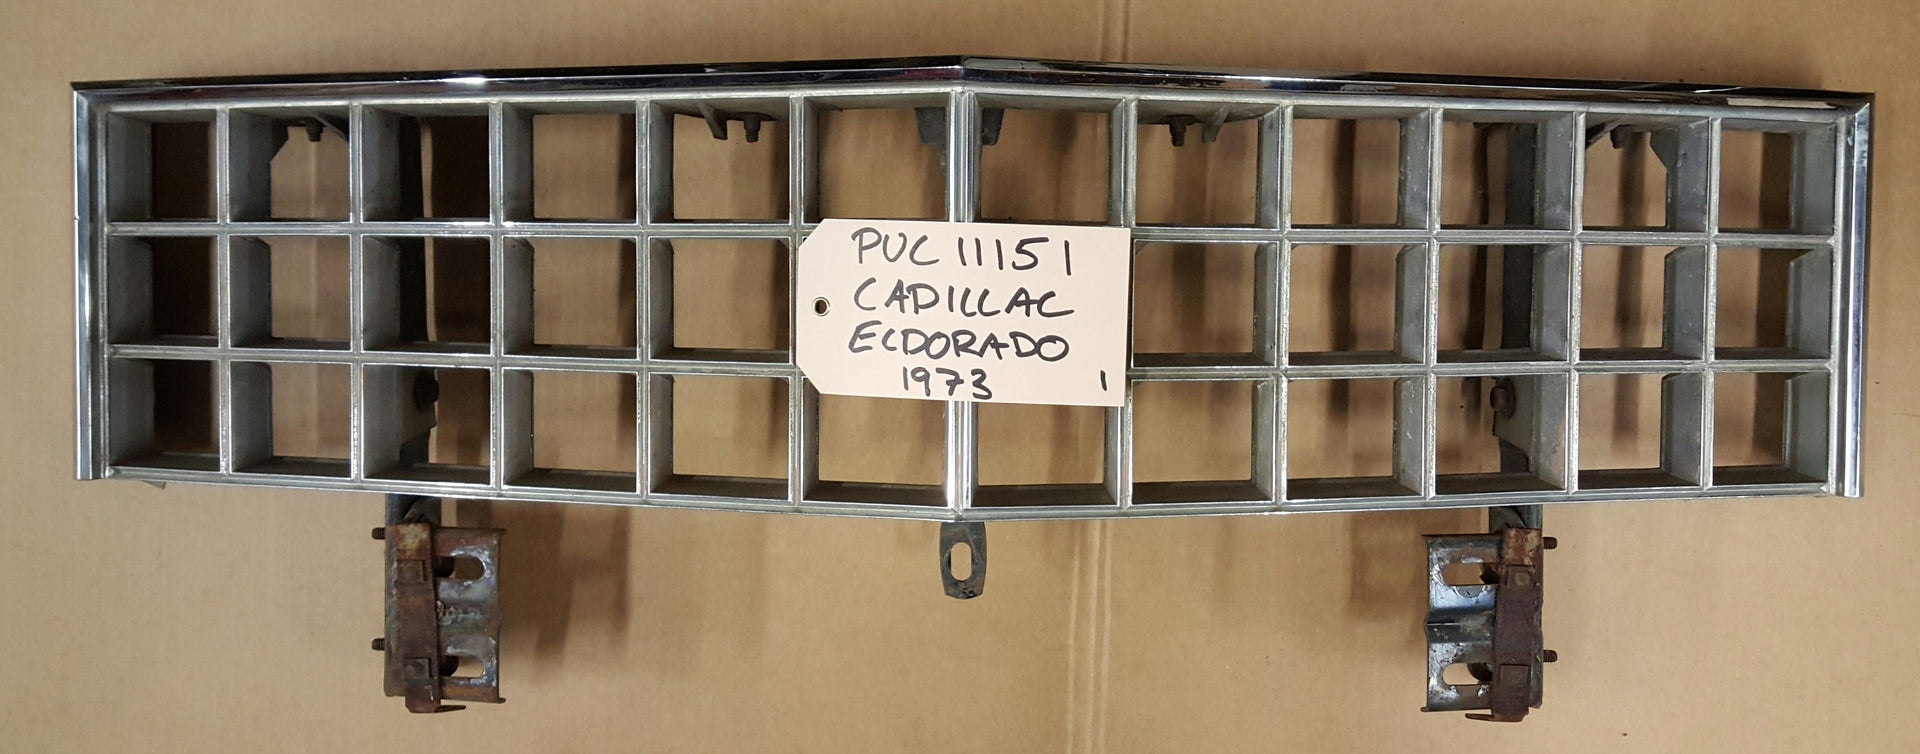 PUC 11151
CADILLAC
ELDORADO
1973
1